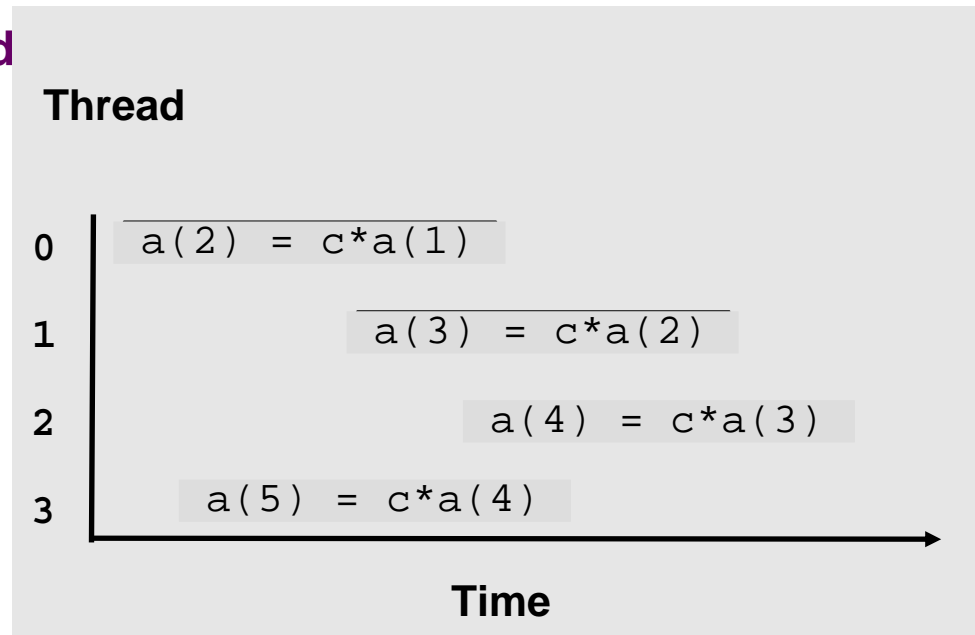 d
Thread
0 a(2) = c*a(1)
1 a(3) = c*a(2)
2 a(4) = c*a(3)
3 a(5) = c*a(4)
Time